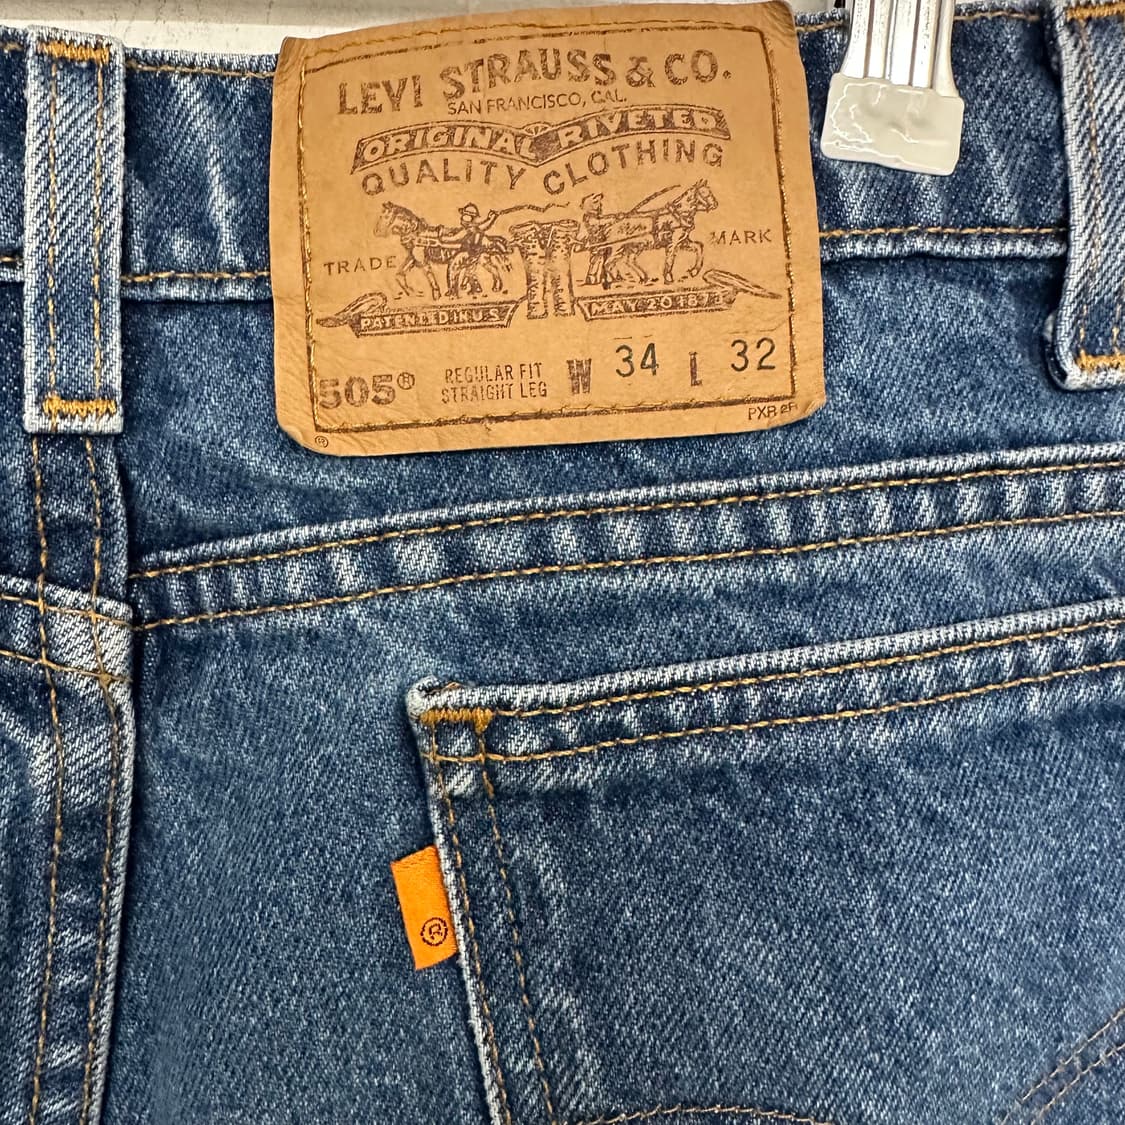 LEVI STRAUSS & CO.
SAN FRANCISCO, CAL.
ORIGINAL RIVETED
QUALITY CLOTHING
TRADE MARK
PATENTED IN U.S. MAY 20 1873
505® REGULAR FIT
STRAIGHT LEG
W 34 L 32
®
®